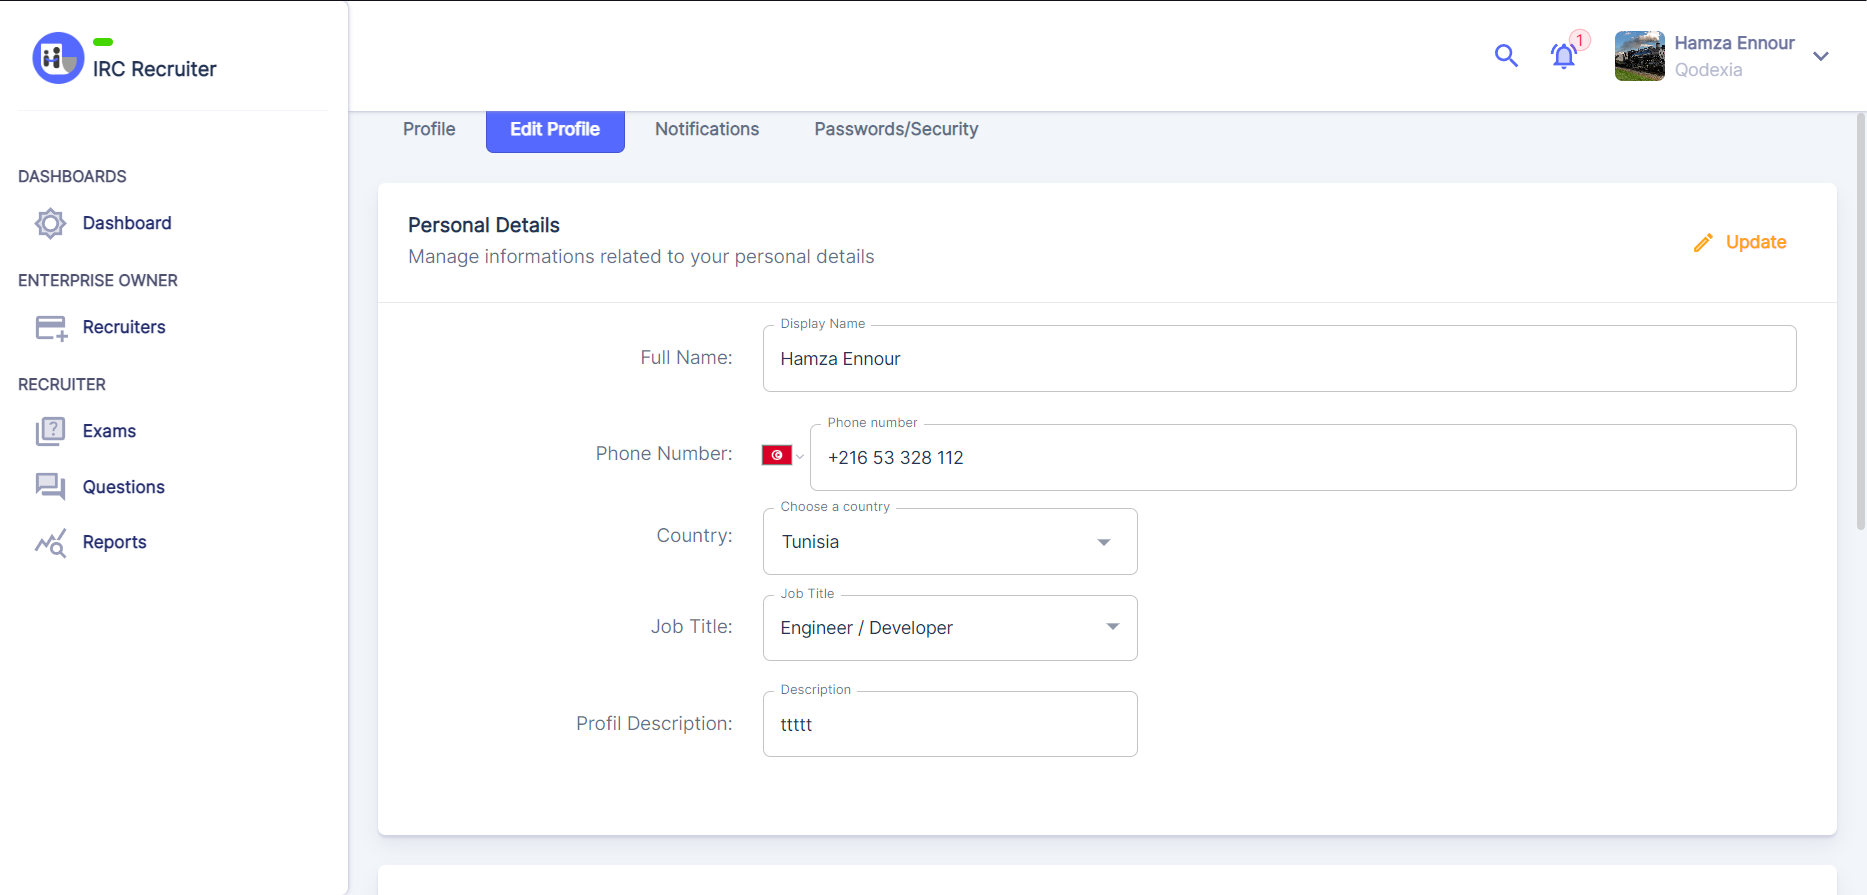 IRC Recruiter
1
Hamza Ennour
Qodexia
Profile
Edit Profile
Notifications
Passwords/Security
DASHBOARDS
Dashboard
ENTERPRISE OWNER
Recruiters
RECRUITER
Exams
Questions
Reports
Personal Details
Manage informations related to your personal details
Update
Display Name
Full Name:
Hamza Ennour
Phone number
Phone Number:
+216 53 328 112
Choose a country
Country:
Tunisia
Job Title
Job Title:
Engineer / Developer
Description
Profil Description:
ttttt